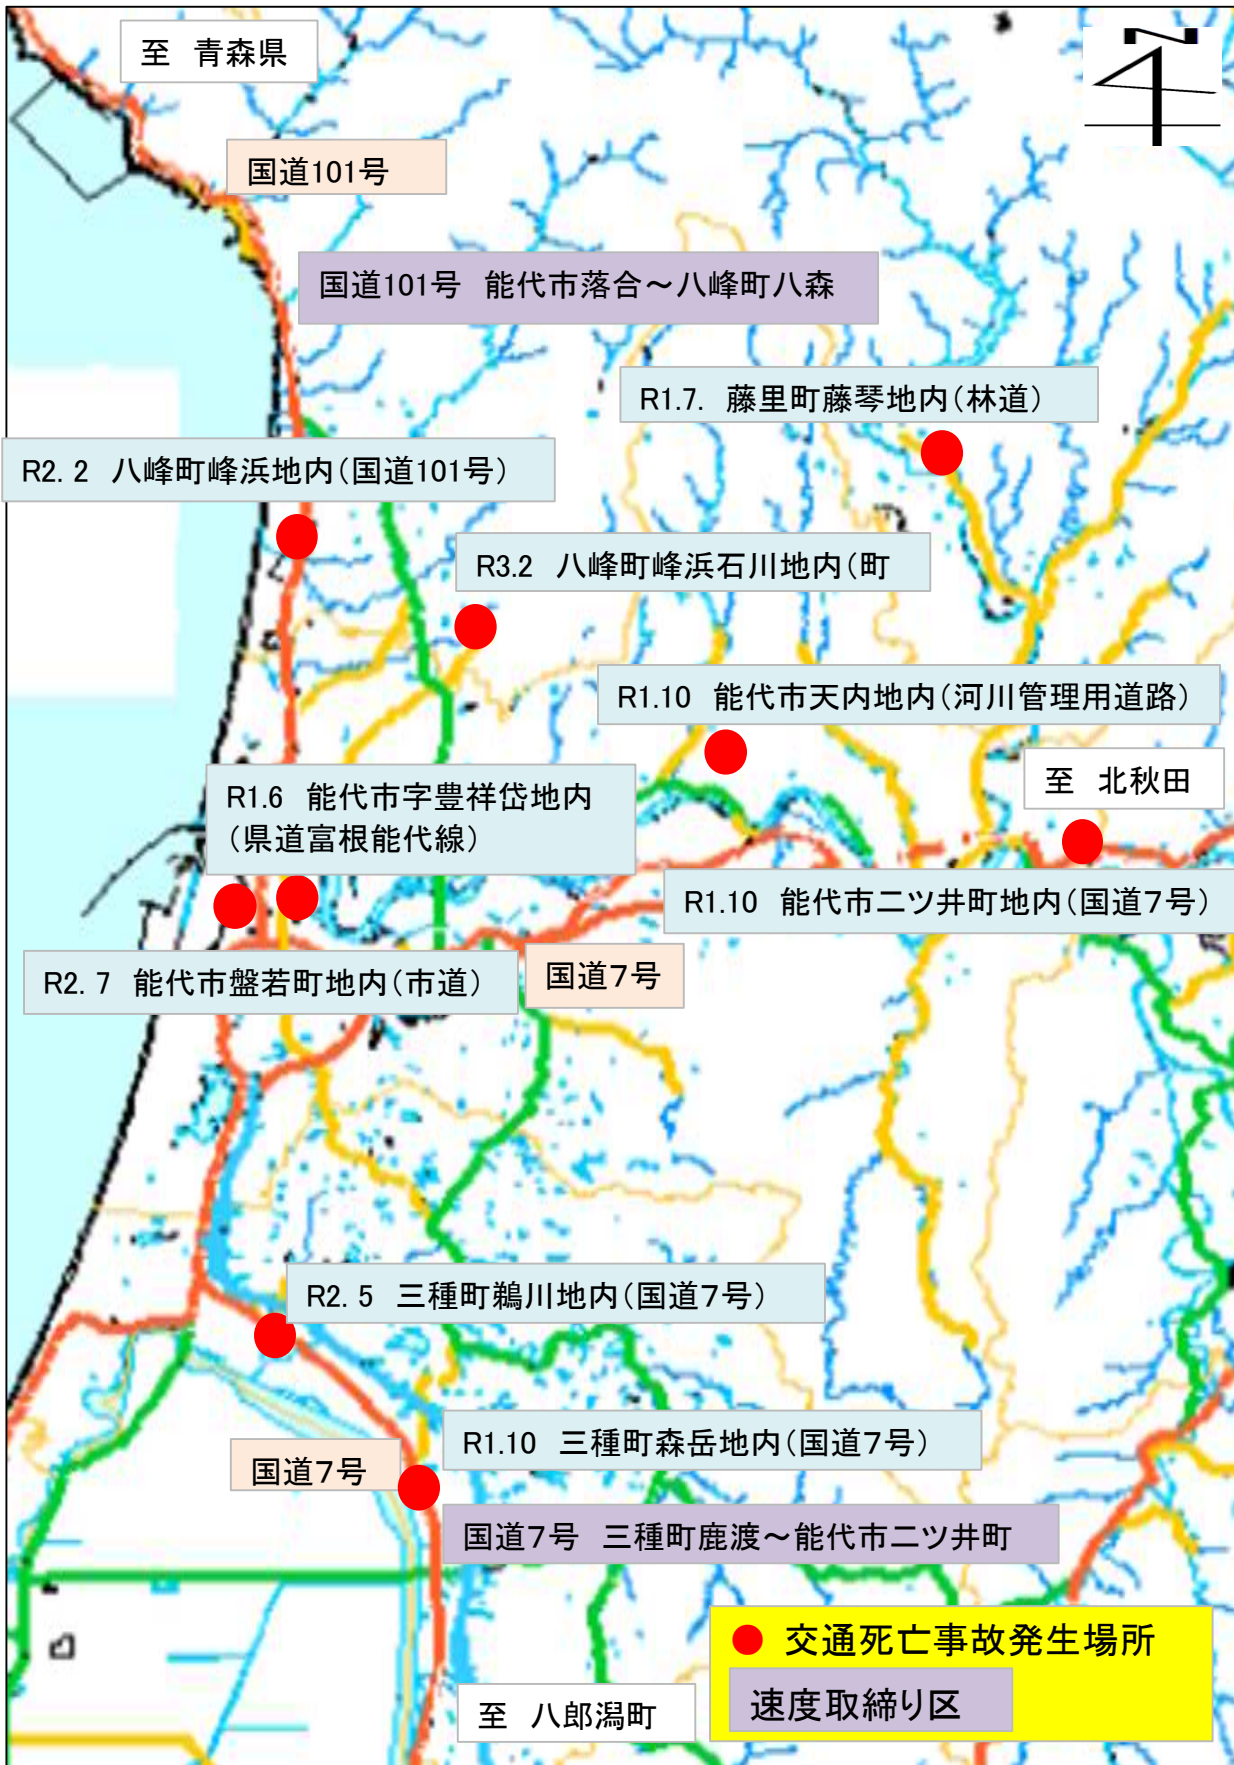 至 青森県
N
国道101号
国道101号 能代市落合～八峰町八森
R1.7. 藤里町藤琴地内(林道)
R2. 2 八峰町峰浜地内(国道101号)
R3.2 八峰町峰浜石川地内(町
R1.10 能代市天内地内(河川管理用道路)
至 北秋田
R1.6 能代市字豊祥岱地内
(県道富根能代線)
R1.10 能代市二ツ井町地内(国道7号)
R2. 7 能代市盤若町地内(市道)
国道7号
R2. 5 三種町鵜川地内(国道7号)
R1.10 三種町森岳地内(国道7号)
国道7号
国道7号 三種町鹿渡～能代市二ツ井町
交通死亡事故発生場所
速度取締り区
至 八郎潟町